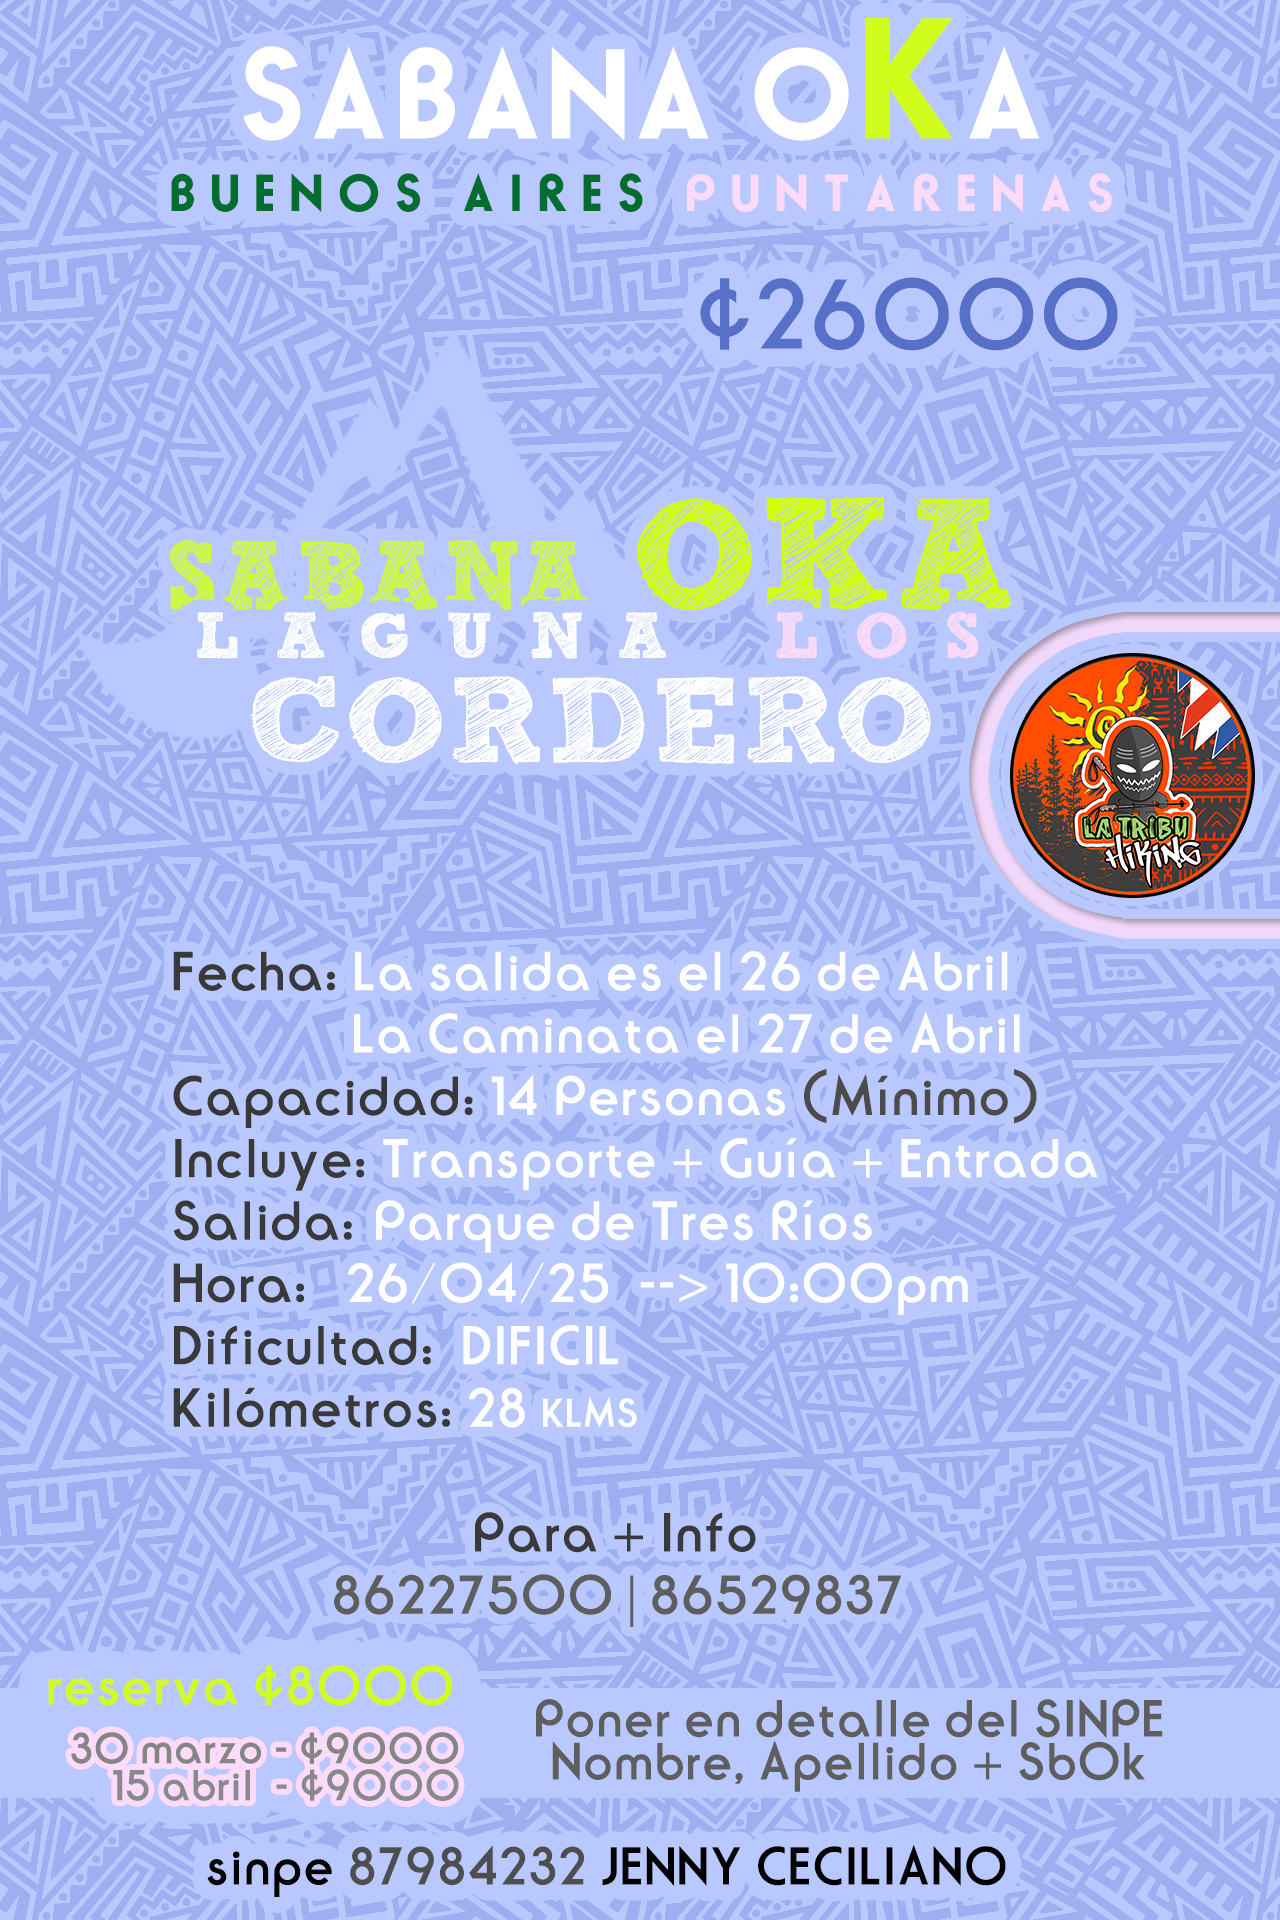 SABANA OKA
BUENOS AIRES PUNTARENAS
₵26000
SABANA OKA
LAGUNA LOS
CORDERO
LA TRIBU
HIKING
Fecha: La salida es el 26 de Abril
La Caminata el 27 de Abril
Capacidad: 14 Personas (Mínimo)
Incluye: Transporte + Guía + Entrada
Salida: Parque de Tres Ríos
Hora: 26/04/25 --> 10:00pm
Dificultad: DIFICIL
Kilómetros: 28 KLMS
Para + Info
86227500 | 86529837
reserva ₵8000
30 marzo - ₵9000
15 abril - ₵9000
Poner en detalle del SINPE
Nombre, Apellido + SbOk
sinpe 87984232 JENNY CECILIANO